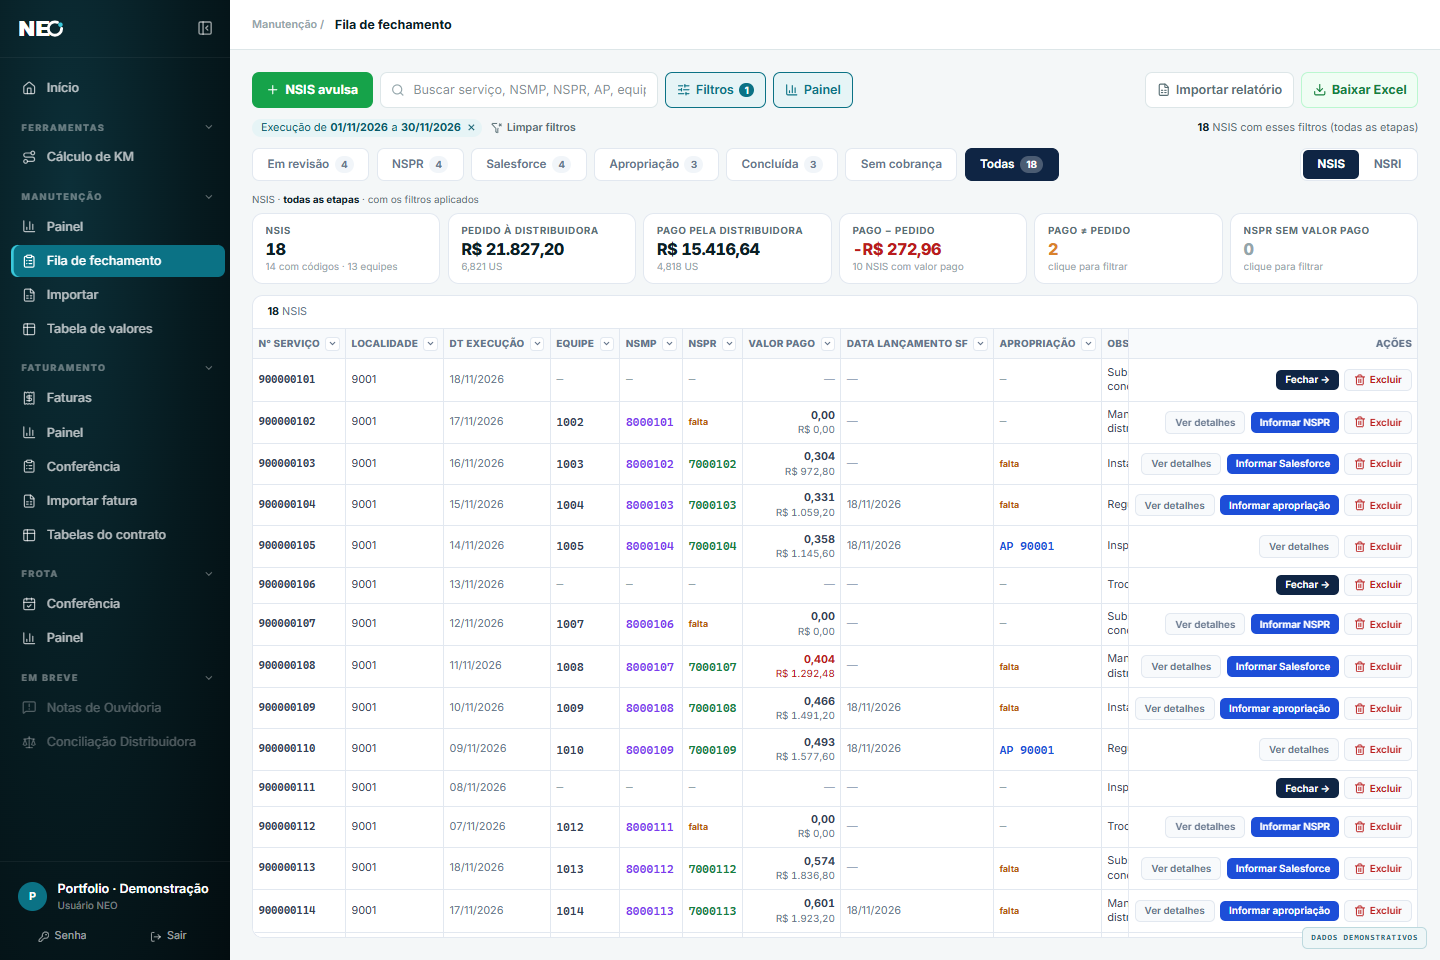 NEO
Início
FERRAMENTAS
Cálculo de KM
MANUTENÇÃO
Painel
Fila de fechamento
Importar
Tabela de valores
FATURAMENTO
Faturas
Painel
Conferência
Importar fatura
Tabelas do contrato
FROTA
Conferência
Painel
EM BREVE
Notas de Ouvidoria
Conciliação Distribuidora
P
Portfolio · Demonstração
Usuário NEO
Senha Sair
Manutenção / Fila de fechamento
+ NSIS avulsa Buscar serviço, NSMP, NSPR, AP, equip Filtros 1 Painel Importar relatório Baixar Excel
Execução de 01/11/2026 a 30/11/2026 × Limpar filtros 18 NSIS com esses filtros (todas as etapas)
Em revisão 4 NSPR 4 Salesforce 4 Apropriação 3 Concluída 3 Sem cobrança Todas 18 NSIS NSRI
NSIS · todas as etapas · com os filtros aplicados
NSIS
18
14 com códigos · 13 equipes
PEDIDO À DISTRIBUIDORA
R$ 21.827,20
6,821 US
PAGO PELA DISTRIBUIDORA
R$ 15.416,64
4,818 US
PAGO − PEDIDO
-R$ 272,96
10 NSIS com valor pago
PAGO ≠ PEDIDO
2
clique para filtrar
NSPR SEM VALOR PAGO
0
clique para filtrar
18 NSIS
Nº SERVIÇO LOCALIDADE DT EXECUÇÃO EQUIPE NSMP NSPR VALOR PAGO DATA LANÇAMENTO SF APROPRIAÇÃO OBS AÇÕES
900000101 9001 18/11/2026 — — — — — — Sub conc Fechar → Excluir
900000102 9001 17/11/2026 1002 8000101 falta 0,00 R$ 0,00 — — Man distr Ver detalhes Informar NSPR Excluir
900000103 9001 16/11/2026 1003 8000102 7000102 0,304 R$ 972,80 — falta Insta Ver detalhes Informar Salesforce Excluir
900000104 9001 15/11/2026 1004 8000103 7000103 0,331 R$ 1.059,20 18/11/2026 falta Reg Ver detalhes Informar apropriação Excluir
900000105 9001 14/11/2026 1005 8000104 7000104 0,358 R$ 1.145,60 18/11/2026 AP 90001 Insp Ver detalhes Excluir
900000106 9001 13/11/2026 — — — — — — Troc Fechar → Excluir
900000107 9001 12/11/2026 1007 8000106 falta 0,00 R$ 0,00 — — Sub conc Ver detalhes Informar NSPR Excluir
900000108 9001 11/11/2026 1008 8000107 7000107 0,404 R$ 1.292,48 — falta Man distr Ver detalhes Informar Salesforce Excluir
900000109 9001 10/11/2026 1009 8000108 7000108 0,466 R$ 1.491,20 18/11/2026 falta Insta Ver detalhes Informar apropriação Excluir
900000110 9001 09/11/2026 1010 8000109 7000109 0,493 R$ 1.577,60 18/11/2026 AP 90001 Reg Ver detalhes Excluir
900000111 9001 08/11/2026 — — — — — — Insp Fechar → Excluir
900000112 9001 07/11/2026 1012 8000111 falta 0,00 R$ 0,00 — — Troc Ver detalhes Informar NSPR Excluir
900000113 9001 18/11/2026 1013 8000112 7000112 0,574 R$ 1.836,80 — falta Sub conc Ver detalhes Informar Salesforce Excluir
900000114 9001 17/11/2026 1014 8000113 7000113 0,601 R$ 1.923,20 18/11/2026 falta Man distr Ver detalhes Informar apropriação Excluir
DADOS DEMONSTRATIVOS